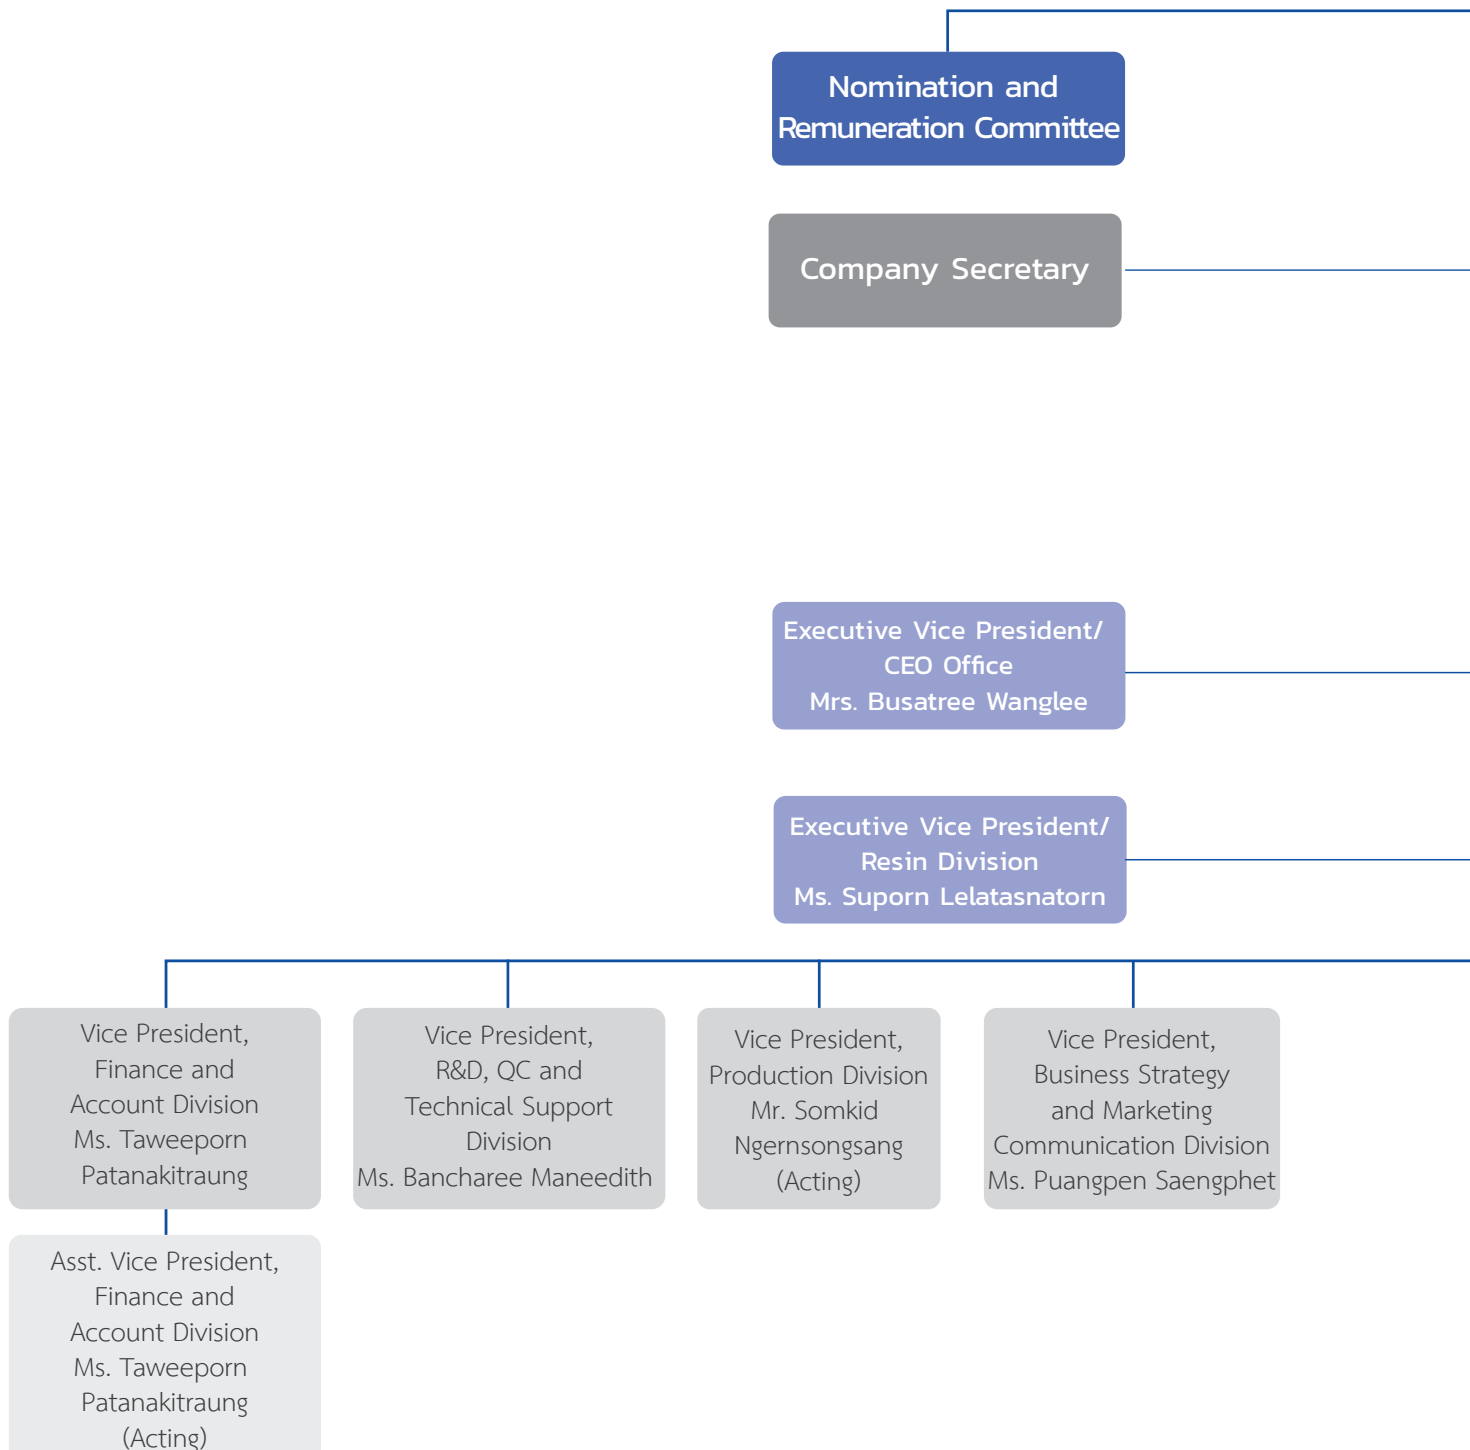 Nomination and
Remuneration Committee
Company Secretary
Executive Vice President/
CEO Office
Mrs. Busatree Wanglee
Executive Vice President/
Resin Division
Ms. Suporn Lelatasnatorn
Vice President,
Finance and
Account Division
Ms. Taweeporn
Patanakitraung
Vice President,
R&D, QC and
Technical Support
Division
Ms. Bancharee Maneedith
Vice President,
Production Division
Mr. Somkid
Ngernsongsang
(Acting)
Vice President,
Business Strategy
and Marketing
Communication Division
Ms. Puangpen Saengphet
Asst. Vice President,
Finance and
Account Division
Ms. Taweeporn
Patanakitraung
(Acting)